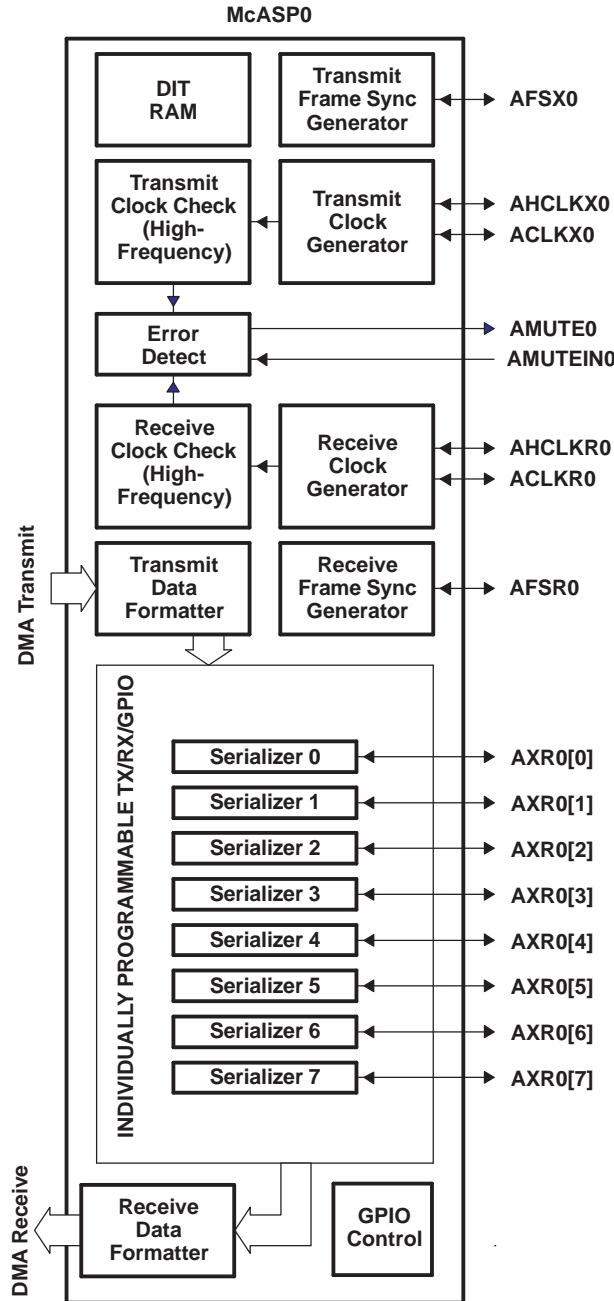 McASP0
DIT
RAM
Transmit
Frame Sync
Generator
AFSX0
Transmit
Clock Check
(High-
Frequency)
Transmit
Clock
Generator
AHCLKX0
ACLKX0
Error
Detect
AMUTE0
AMUTEIN0
Receive
Clock Check
(High-
Frequency)
Receive
Clock
Generator
AHCLKR0
ACLKR0
DMA Transmit
Transmit
Data
Formatter
Receive
Frame Sync
Generator
AFSR0
INDIVIDUALLY PROGRAMMABLE TX/RX/GPIO
Serializer 0
AXR0[0]
Serializer 1
AXR0[1]
Serializer 2
AXR0[2]
Serializer 3
AXR0[3]
Serializer 4
AXR0[4]
Serializer 5
AXR0[5]
Serializer 6
AXR0[6]
Serializer 7
AXR0[7]
DMA Receive
Receive
Data
Formatter
GPIO
Control